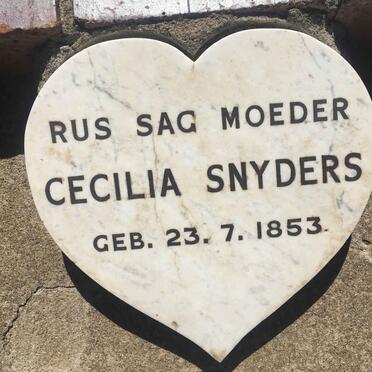 RUS SAG MOEDER
CECILIA SNYDERS
GEB. 23. 7. 1853.